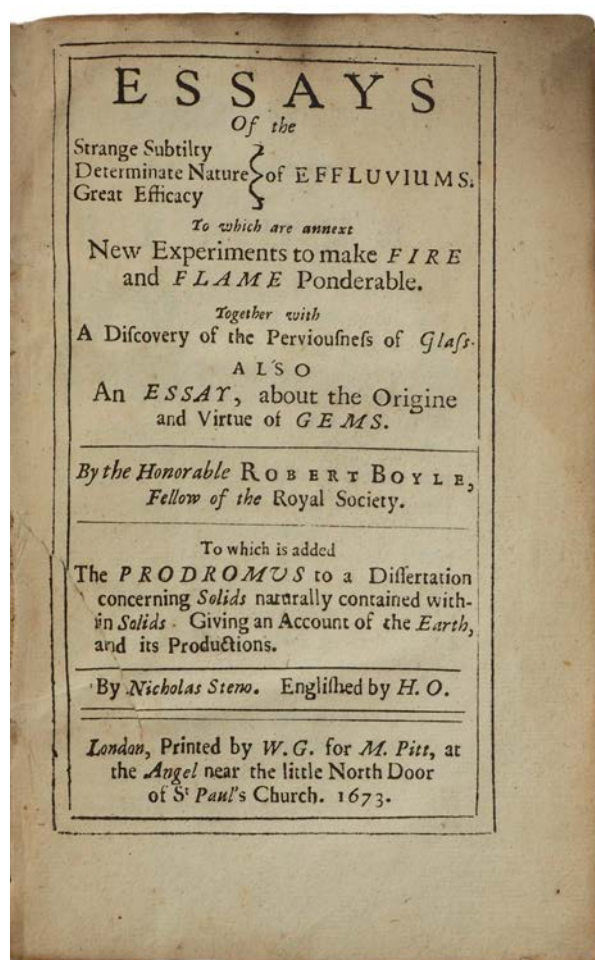 ESSAYS
Of the
Strange Subtilty
Determinate Nature
Great Efficacy
of EFFLUVIUMS.
To which are annext
New Experiments to make FIRE
and FLAME Ponderable.
Together with
A Diſcovery of the Perviouſneſs of Glaſs.
ALSO
An ESSAY, about the Origine
and Virtue of GEMS.
By the Honorable ROBERT BOYLE,
Fellow of the Royal Society.
To which is added
The PRODROMUS to a Diſſertation
concerning Solids naturally contained with-
in Solids. Giving an Account of the Earth,
and its Productions.
By Nicholas Steno. Engliſhed by H. O.
London, Printed by W. G. for M. Pitt, at
the Angel near the little North Door
of St Paul's Church. 1673.